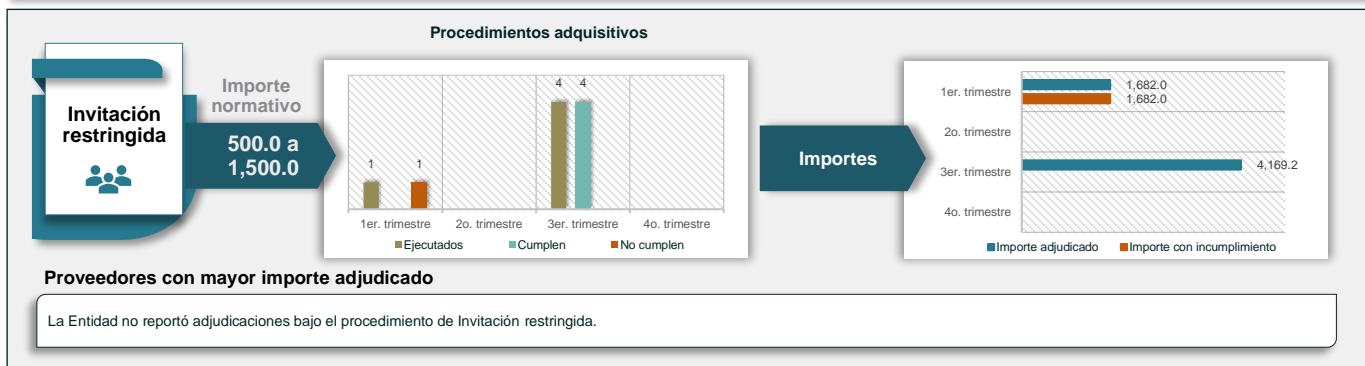 Procedimientos adquisitivos
Invitación
restringida
Importe
normativo
500.0 a
1,500.0
1
1
4
4
1er. trimestre
2o. trimestre
3er. trimestre
4o. trimestre
Ejecutados
Cumplen
No cumplen
Importes
1er. trimestre
1,682.0
1,682.0
2o. trimestre
3er. trimestre
4,169.2
4o. trimestre
Importe adjudicado
Importe con incumplimiento
Proveedores con mayor importe adjudicado
La Entidad no reportó adjudicaciones bajo el procedimiento de Invitación restringida.